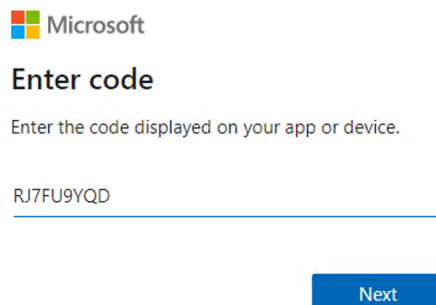 Microsoft
Enter code
Enter the code displayed on your app or device.
RJ7FU9YQD
Next